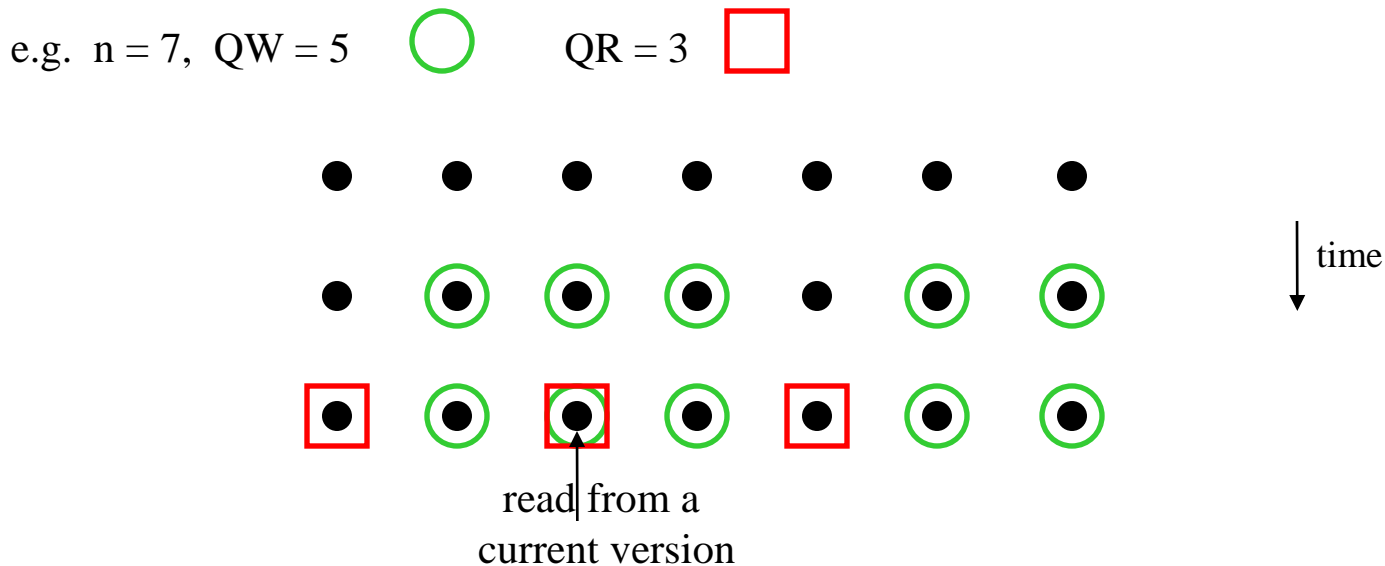 e.g. n = 7, QW = 5 QR = 3
time
read from a
current version